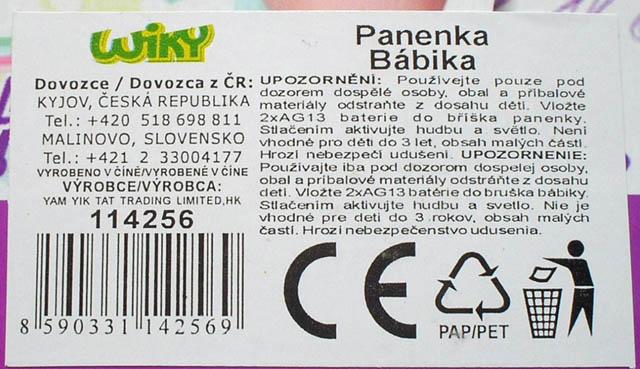 WiKY
Dovozce / Dovozca z ČR:
KYJOV, ČESKÁ REPUBLIKA
Tel.: +420 518 698 811
MALINOVO, SLOVENSKO
Tel.: +421 2 33004177
VYROBENO V ČÍNĚ/VYROBENÉ V ČÍNE
VÝROBCE/VÝROBCA:
YAM YIK TAT TRADING LIMITED,HK
114256
8 590331 142569
Panenka
Bábika
UPOZORNĚNÍ: Používejte pouze pod
dozorem dospělé osoby, obal a příbalové
materiály odstraňte z dosahu dětí. Vložte
2xAG13 baterie do bříška panenky.
Stlačením aktivujte hudbu a světlo. Není
vhodné pro děti do 3 let, obsah malých částí.
Hrozí nebezpečí udušení. UPOZORNENIE:
Používajte iba pod dozorom dospelej osoby,
obal a príbalové materiály odstráňte z dosahu
detí. Vložte 2xAG13 batérie do bruška bábiky.
Stlačením aktivujte hudbu a svetlo. Nie je
vhodné pre deti do 3 rokov, obsah malých
častí. Hrozí nebezpečenstvo udusenia.
CE
PAP/PET